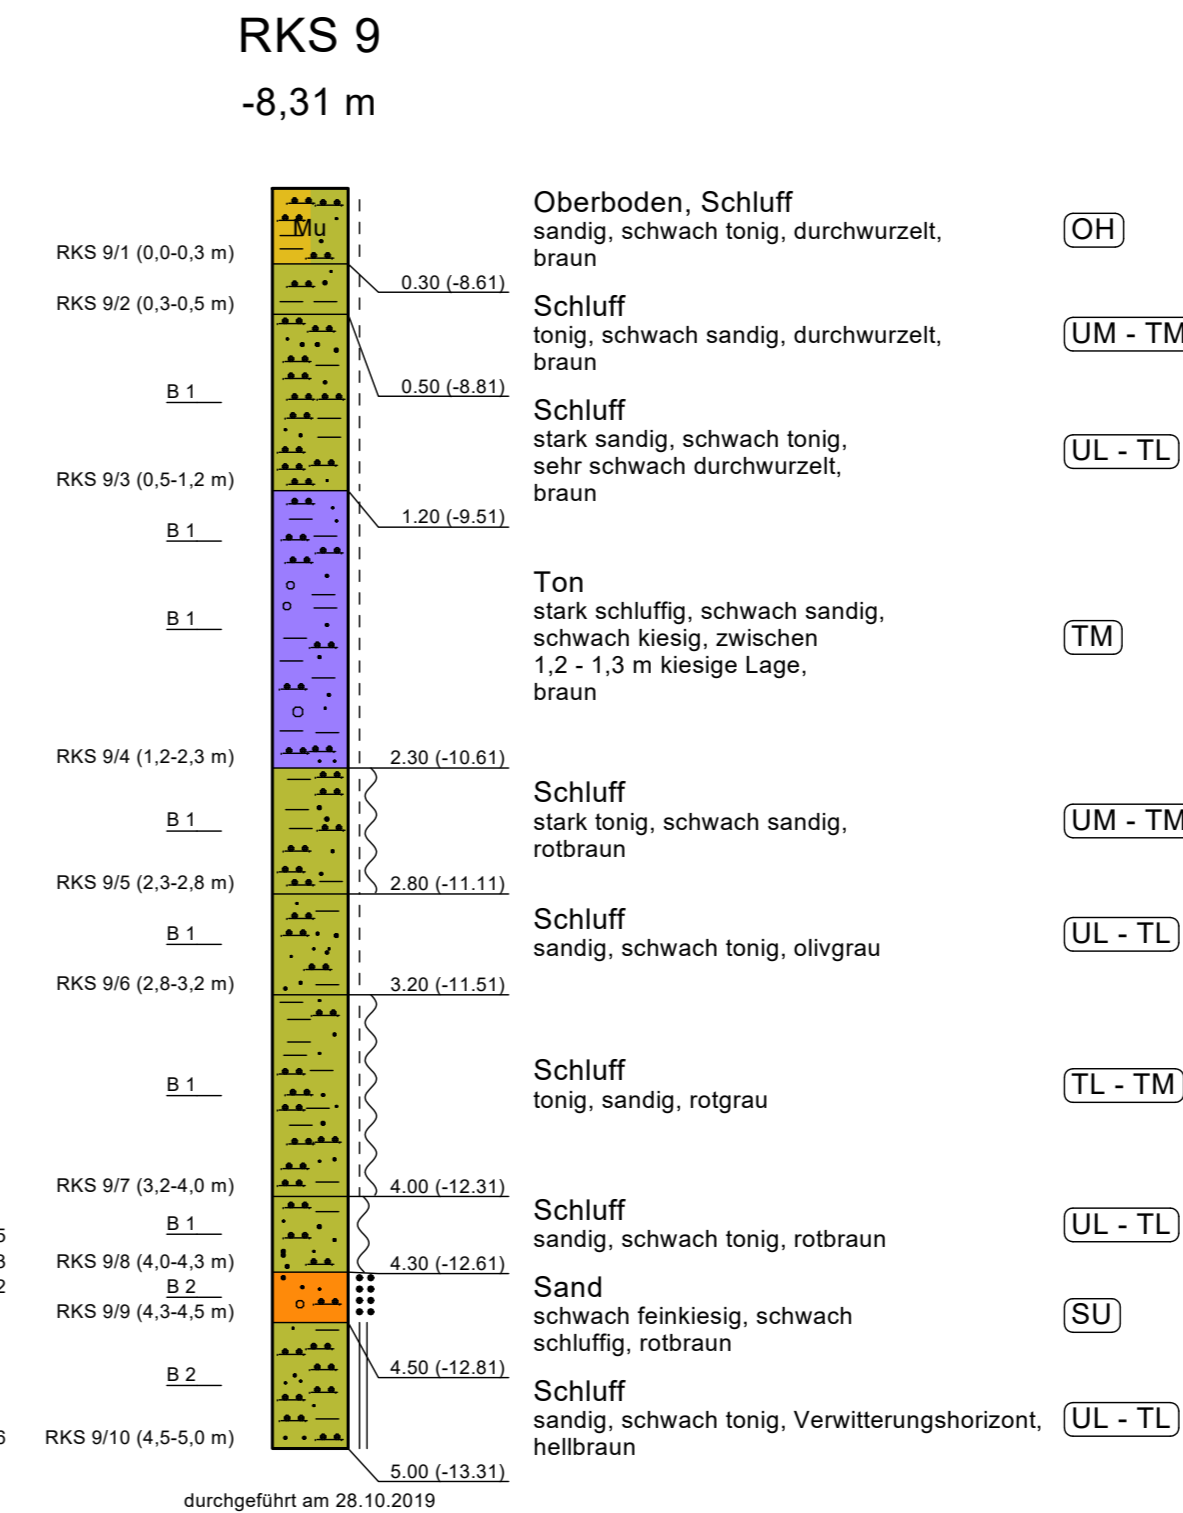 RKS 9
-8,31 m
Mu
Oberboden, Schluff
sandig, schwach tonig, durchwurzelt,
braun
OH
RKS 9/1 (0,0-0,3 m)
0.30 (-8.61)
RKS 9/2 (0,3-0,5 m)
Schluff
tonig, schwach sandig, durchwurzelt,
braun
UM - TM
B 1
0.50 (-8.81)
Schluff
stark sandig, schwach tonig,
sehr schwach durchwurzelt,
braun
UL - TL
RKS 9/3 (0,5-1,2 m)
1.20 (-9.51)
B 1
B 1
Ton
stark schluffig, schwach sandig,
schwach kiesig, zwischen
1,2 - 1,3 m kiesige Lage,
braun
TM
RKS 9/4 (1,2-2,3 m)
2.30 (-10.61)
B 1
Schluff
stark tonig, schwach sandig,
rotbraun
UM - TM
RKS 9/5 (2,3-2,8 m)
2.80 (-11.11)
B 1
Schluff
sandig, schwach tonig, olivgrau
UL - TL
RKS 9/6 (2,8-3,2 m)
3.20 (-11.51)
B 1
Schluff
tonig, sandig, rotgrau
TL - TM
RKS 9/7 (3,2-4,0 m)
4.00 (-12.31)
B 1
Schluff
sandig, schwach tonig, rotbraun
UL - TL
RKS 9/8 (4,0-4,3 m)
4.30 (-12.61)
B 2
RKS 9/9 (4,3-4,5 m)
Sand
schwach feinkiesig, schwach
schluffig, rotbraun
SU
B 2
4.50 (-12.81)
Schluff
sandig, schwach tonig, Verwitterungshorizont,
hellbraun
UL - TL
RKS 9/10 (4,5-5,0 m)
5.00 (-13.31)
durchgeführt am 28.10.2019